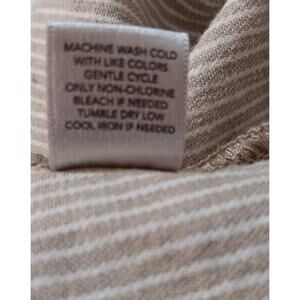 MACHINE WASH COLD
WITH LIKE COLORS
GENTLE CYCLE
ONLY NON-CHLORINE
BLEACH IF NEEDED
TUMBLE DRY LOW
COOL IRON IF NEEDED